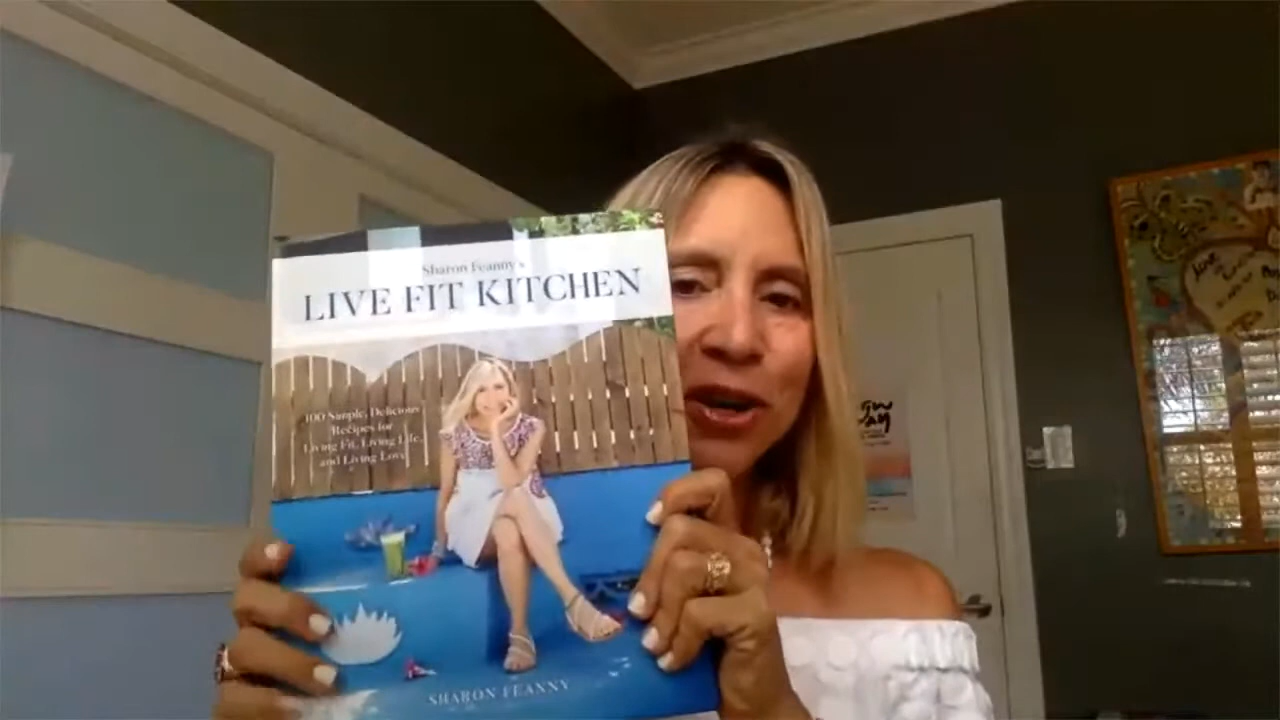 Sharon Feanny's
LIVE FIT KITCHEN
100 Simple, Delicious
Recipes for
Living Fit, Living Life,
and Living Love
SHARON FEANNY